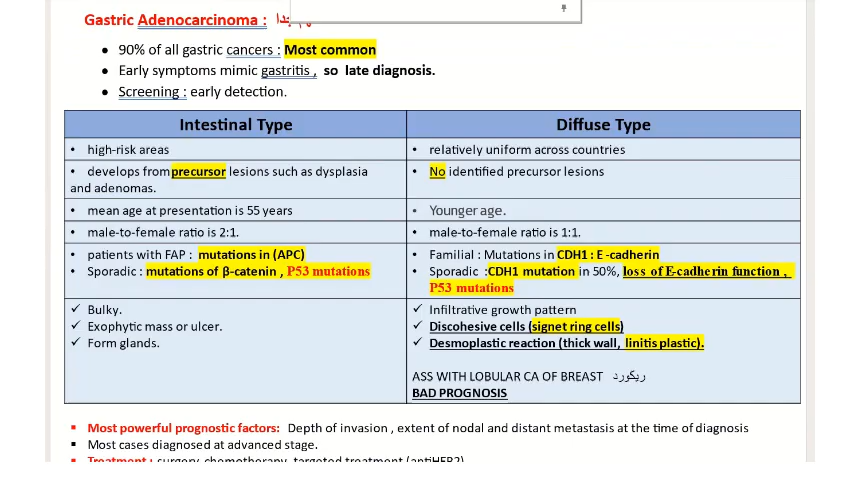 Gastric Adenocarcinoma :
• 90% of all gastric cancers : Most common
• Early symptoms mimic gastritis , so late diagnosis.
• Screening : early detection.
Intestinal Type
Diffuse Type
• high-risk areas
• relatively uniform across countries
• develops from precursor lesions such as dysplasia
and adenomas.
• No identified precursor lesions
• mean age at presentation is 55 years
• Younger age.
• male-to-female ratio is 2:1.
• male-to-female ratio is 1:1.
• patients with FAP : mutations in (APC)
• Sporadic : mutations of β-catenin , P53 mutations
• Familial : Mutations in CDH1 : E -cadherin
• Sporadic :CDH1 mutation in 50%, loss of E-cadherin function ,
P53 mutations
✓ Bulky.
✓ Exophytic mass or ulcer.
✓ Form glands.
✓ Infiltrative growth pattern
✓ Discohesive cells (signet ring cells)
✓ Desmoplastic reaction (thick wall, linitis plastic).
ASS WITH LOBULAR CA OF BREAST ريكورد
BAD PROGNOSIS
▪ Most powerful prognostic factors: Depth of invasion , extent of nodal and distant metastasis at the time of diagnosis
▪ Most cases diagnosed at advanced stage.
▪ Treatment : surgery, chemotherapy, targeted treatment (antiHER2)